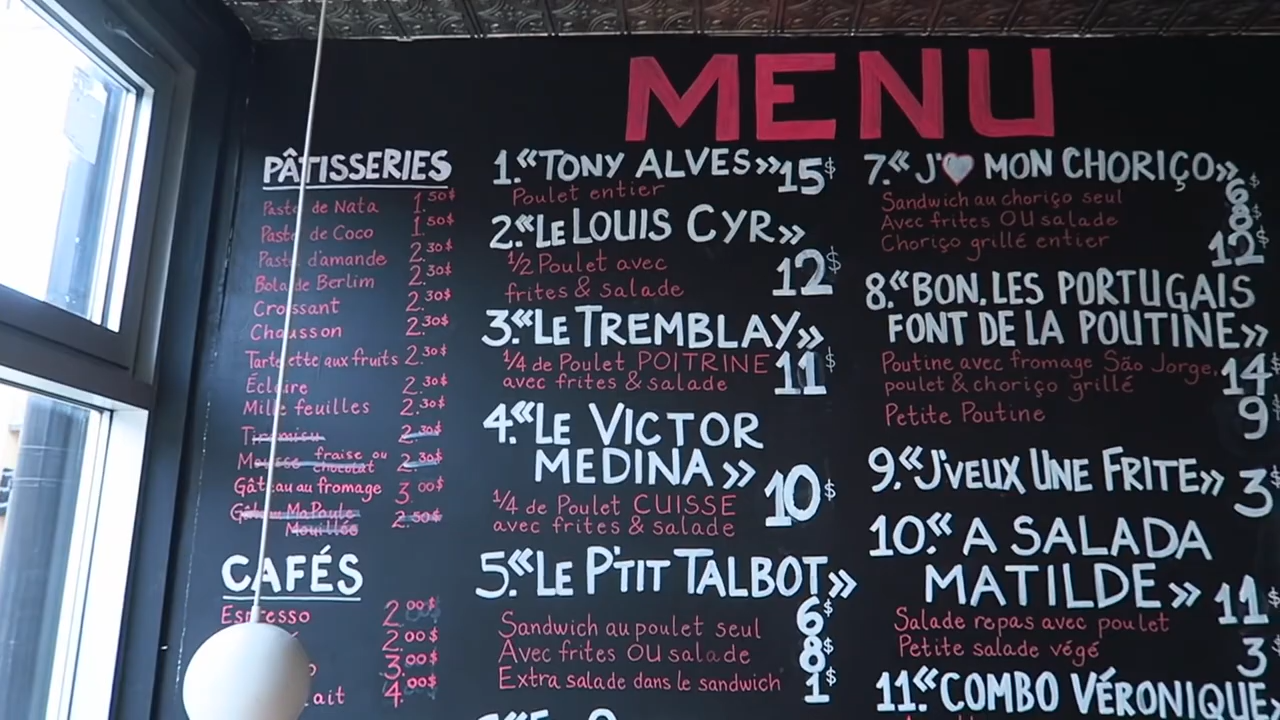 MENU
PÂTISSERIES
Paste de Nata 1.50$
Paste de Coco 1.50$
Paste d'amande 2.30$
Bola de Berlim 2.30$
Croissant 2.30$
Chausson 2.30$
Tartelette aux fruits 2.30$
Éclaire 2.30$
Mille feuilles 2.30$
Tiramisu 2.30$
Mousse fraise ou chocolat 2.30$
Gâteau au fromage 3.00$
Gâteau MaPoule 2.50$
Mouillée
CAFÉS
Espresso 2.00$
2.00$
3.00$
4.00$
1. «TONY ALVES» 15$
Poulet entier
2. «LE LOUIS CYR»
1/2 Poulet avec
frites & salade 12$
3. «LE TREMBLAY»
1/4 de Poulet POITRINE
avec frites & salade 11$
4. «LE VICTOR
MEDINA»
1/4 de Poulet CUISSE
avec frites & salade 10$
5. «LE P'TIT TALBOT»
Sandwich au poulet seul 6$
Avec frites OU salade 8$
Extra salade dans le sandwich 1$
7. «J'♥ MON CHORIÇO»
Sandwich au choriço seul 6$
Avec frites OU salade 8$
Choriço grillé entier 12$
8. «BON, LES PORTUGAIS
FONT DE LA POUTINE»
Poutine avec fromage São Jorge,
poulet & choriço grillé 14$
Petite Poutine 9$
9. «J'VEUX UNE FRITE» 3$
10. «A SALADA
MATILDE»
Salade repas avec poulet 11$
Petite salade végé 3$
11. «COMBO VÉRONIQUE»